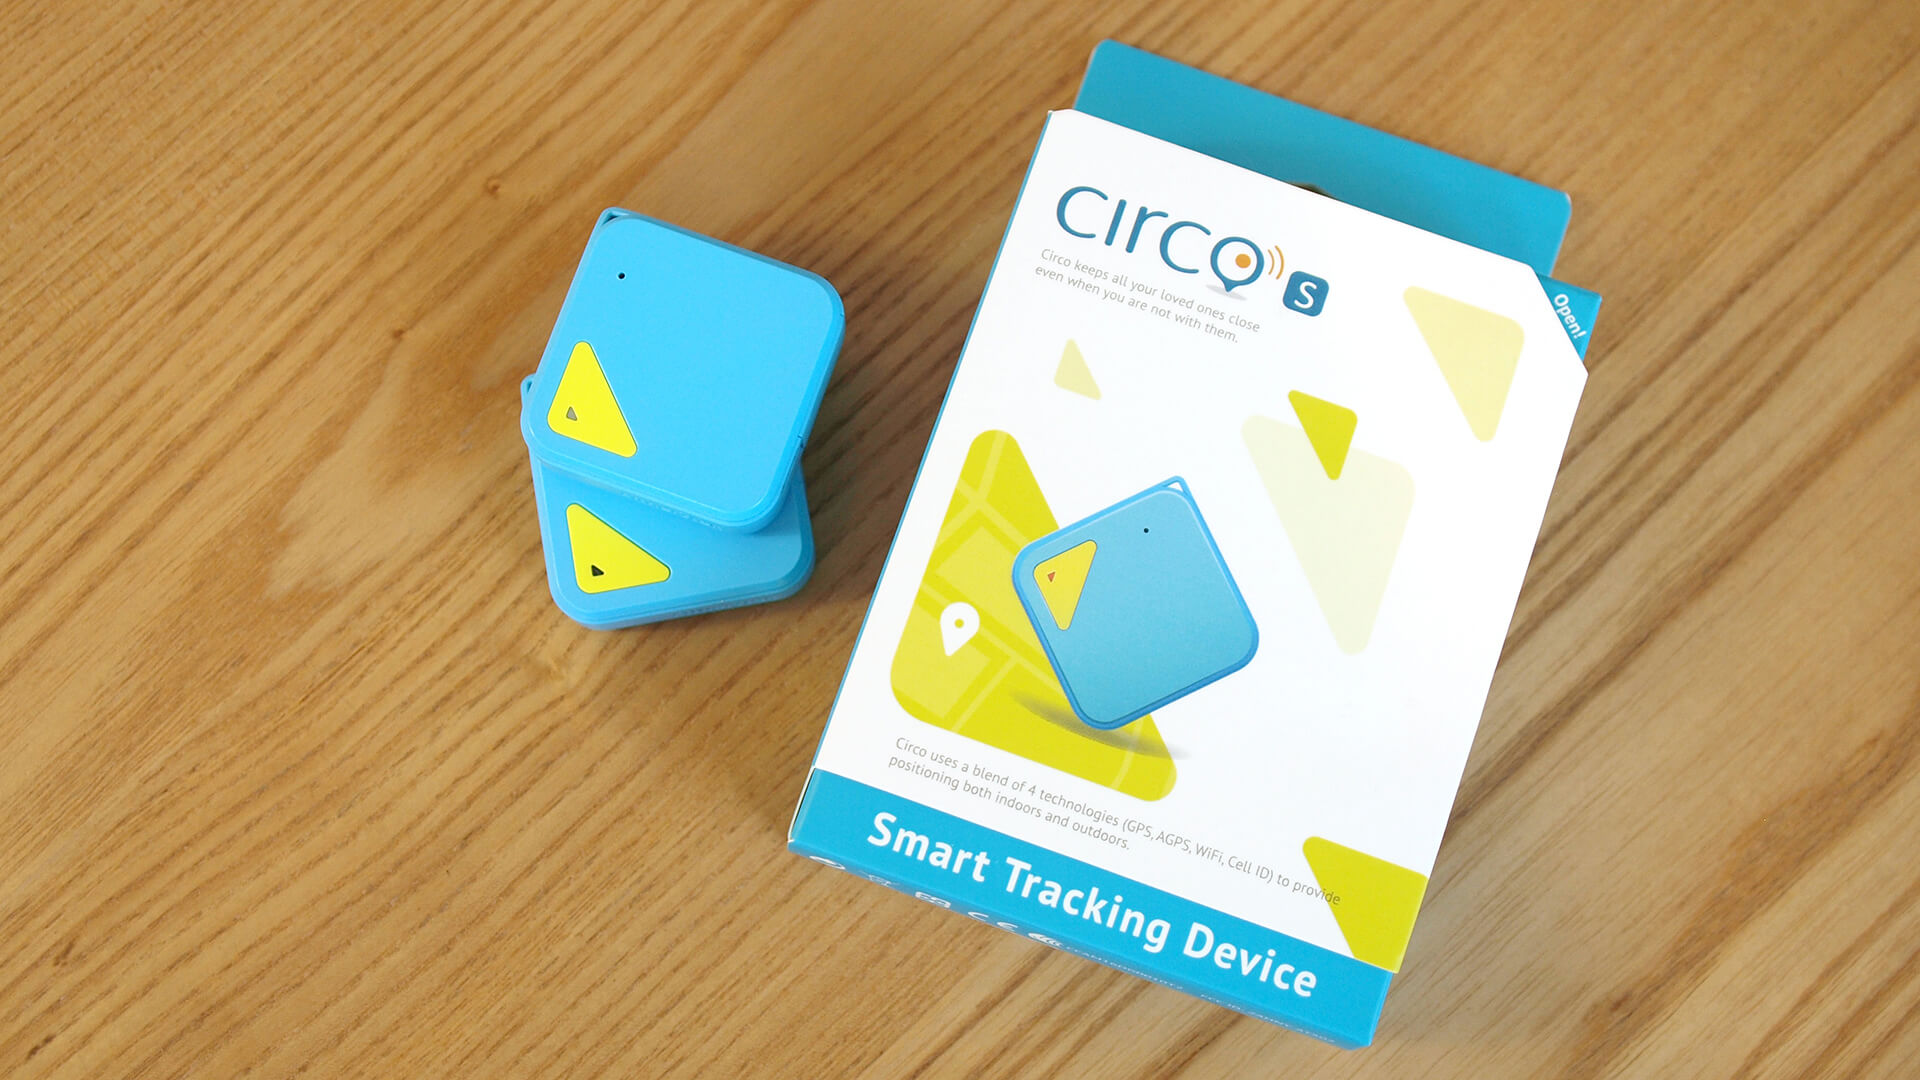 circo S
Circo keeps all your loved ones close
even when you are not with them.
Open!
Circo uses a blend of 4 technologies (GPS, AGPS, WiFi, Cell ID) to provide
positioning both indoors and outdoors.
Smart Tracking Device